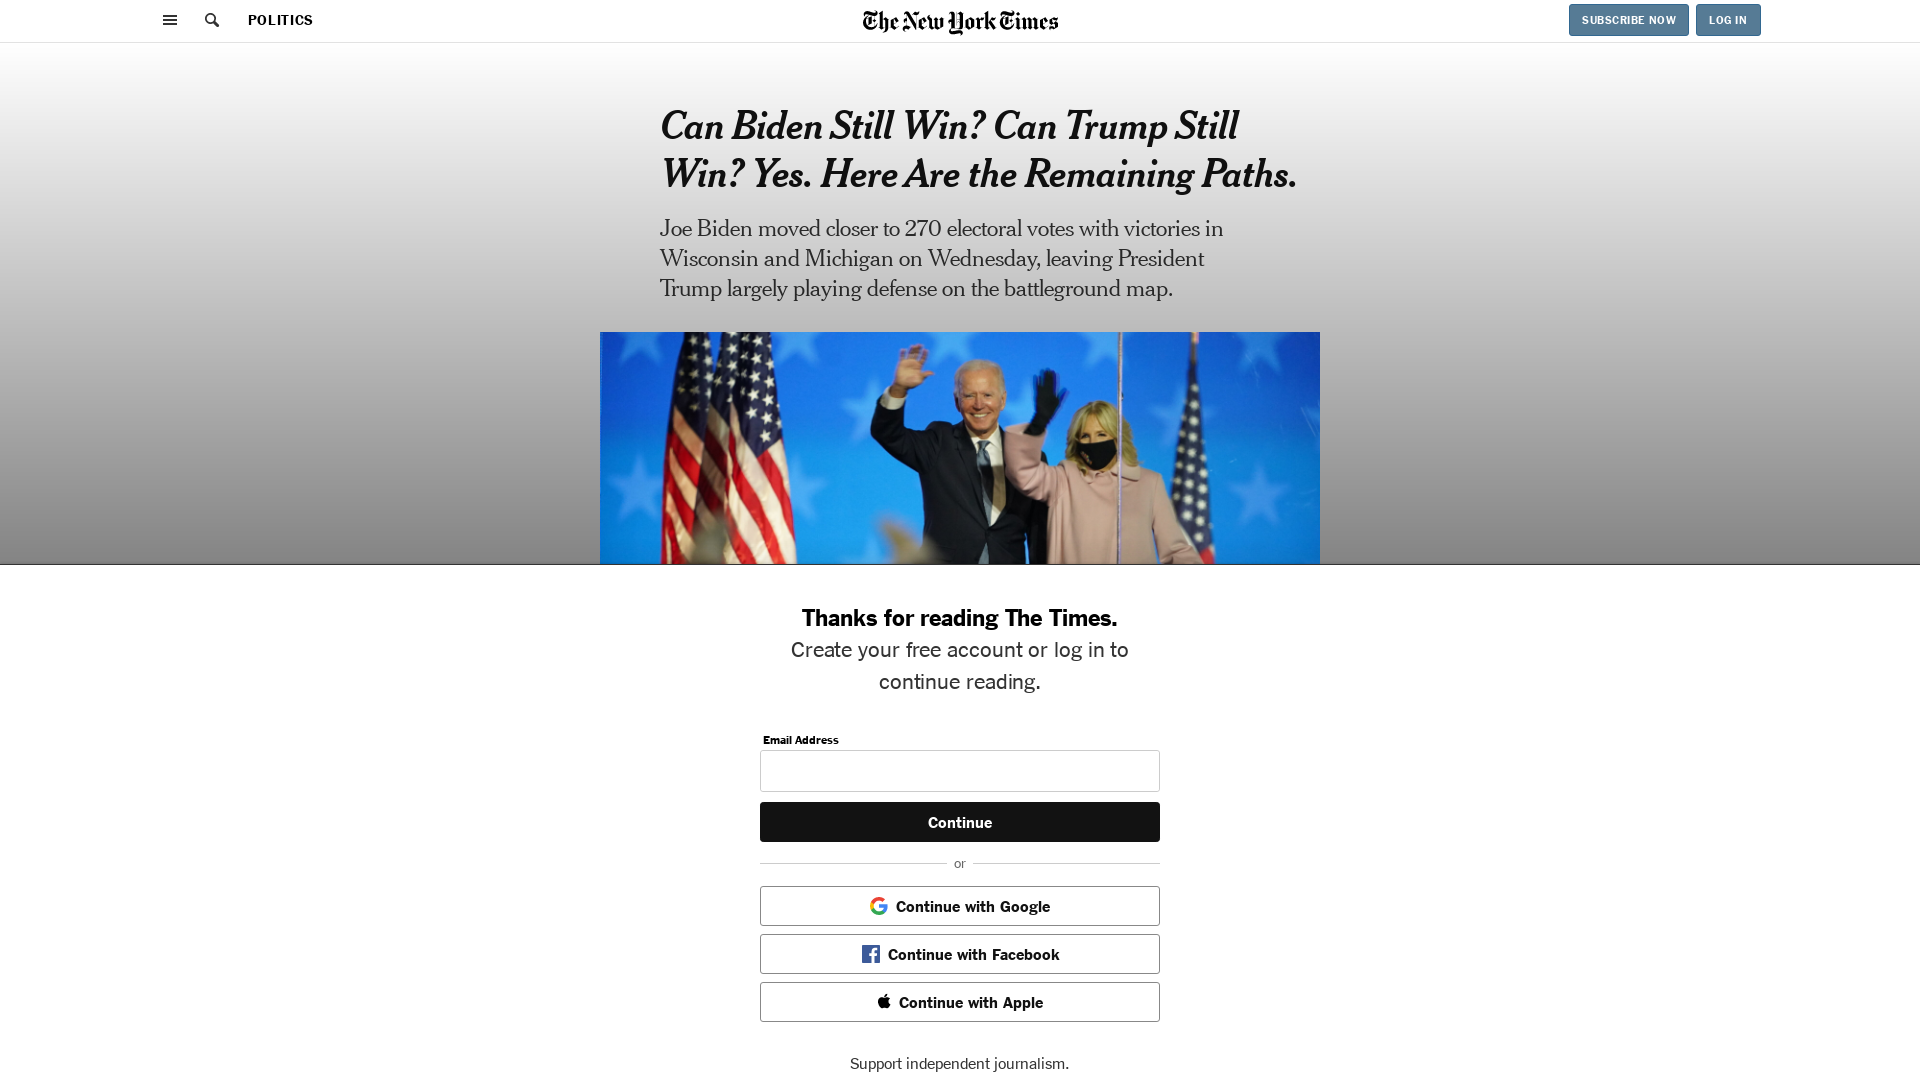 POLITICS
The New York Times
SUBSCRIBE NOW
LOG IN
Can Biden Still Win? Can Trump Still
Win? Yes. Here Are the Remaining Paths.
Joe Biden moved closer to 270 electoral votes with victories in
Wisconsin and Michigan on Wednesday, leaving President
Trump largely playing defense on the battleground map.
Thanks for reading The Times.
Create your free account or log in to
continue reading.
Email Address
Continue
or
Continue with Google
Continue with Facebook
Continue with Apple
Support independent journalism.